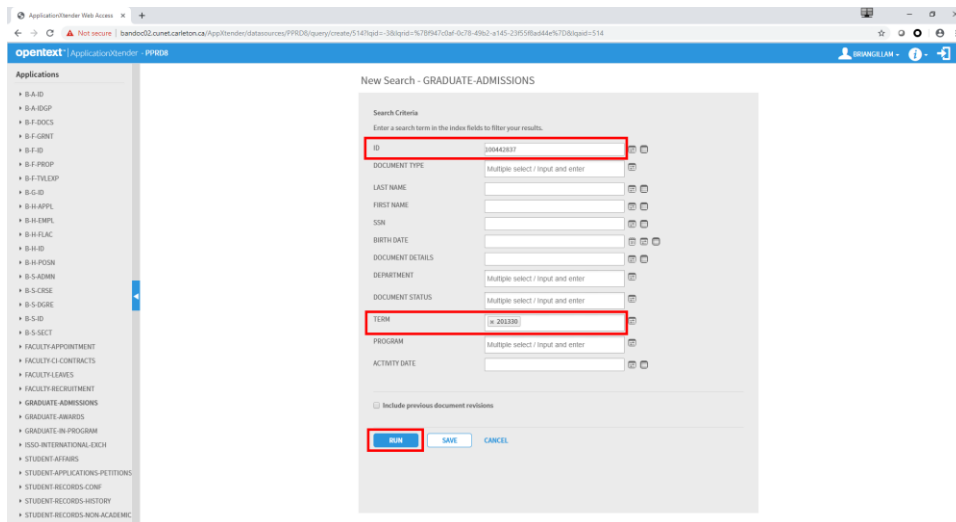 ApplicationXtender Web Access × +
Not secure | bandoc02.cunet.carleton.ca/AppXtender/datasources/PPRD8/query/create/514?
opentext™ | ApplicationXtender - PPRD8
BRIANGILLAM
Applications
B-A-ID
B-A-IDGP
B-F-DOCS
B-F-GRNT
B-F-ID
B-F-PROP
B-F-TVLEXP
B-G-ID
B-H-APPL
B-H-EMPL
B-H-FLAC
B-H-ID
B-H-POSN
B-S-ADMN
B-S-CRSE
B-S-DGRE
B-S-ID
B-S-SECT
FACULTY-APPOINTMENT
FACULTY-CI-CONTRACTS
FACULTY-LEAVES
FACULTY-RECRUITMENT
GRADUATE-ADMISSIONS
GRADUATE-AWARDS
GRADUATE-IN-PROGRAM
ISSO-INTERNATIONAL-EXCH
STUDENT-AFFAIRS
STUDENT-APPLICATIONS-PETITIONS
STUDENT-RECORDS-CONF
STUDENT-RECORDS-HISTORY
STUDENT-RECORDS-NON-ACADEMIC
New Search - GRADUATE-ADMISSIONS
Search Criteria
Enter a search term in the index fields to filter your results.
ID 100442837
DOCUMENT TYPE Multiple select / Input and enter
LAST NAME
FIRST NAME
SSN
BIRTH DATE
DOCUMENT DETAILS
DEPARTMENT Multiple select / Input and enter
DOCUMENT STATUS Multiple select / Input and enter
TERM × 201330
PROGRAM Multiple select / Input and enter
ACTIVITY DATE
Include previous document revisions
RUN SAVE CANCEL